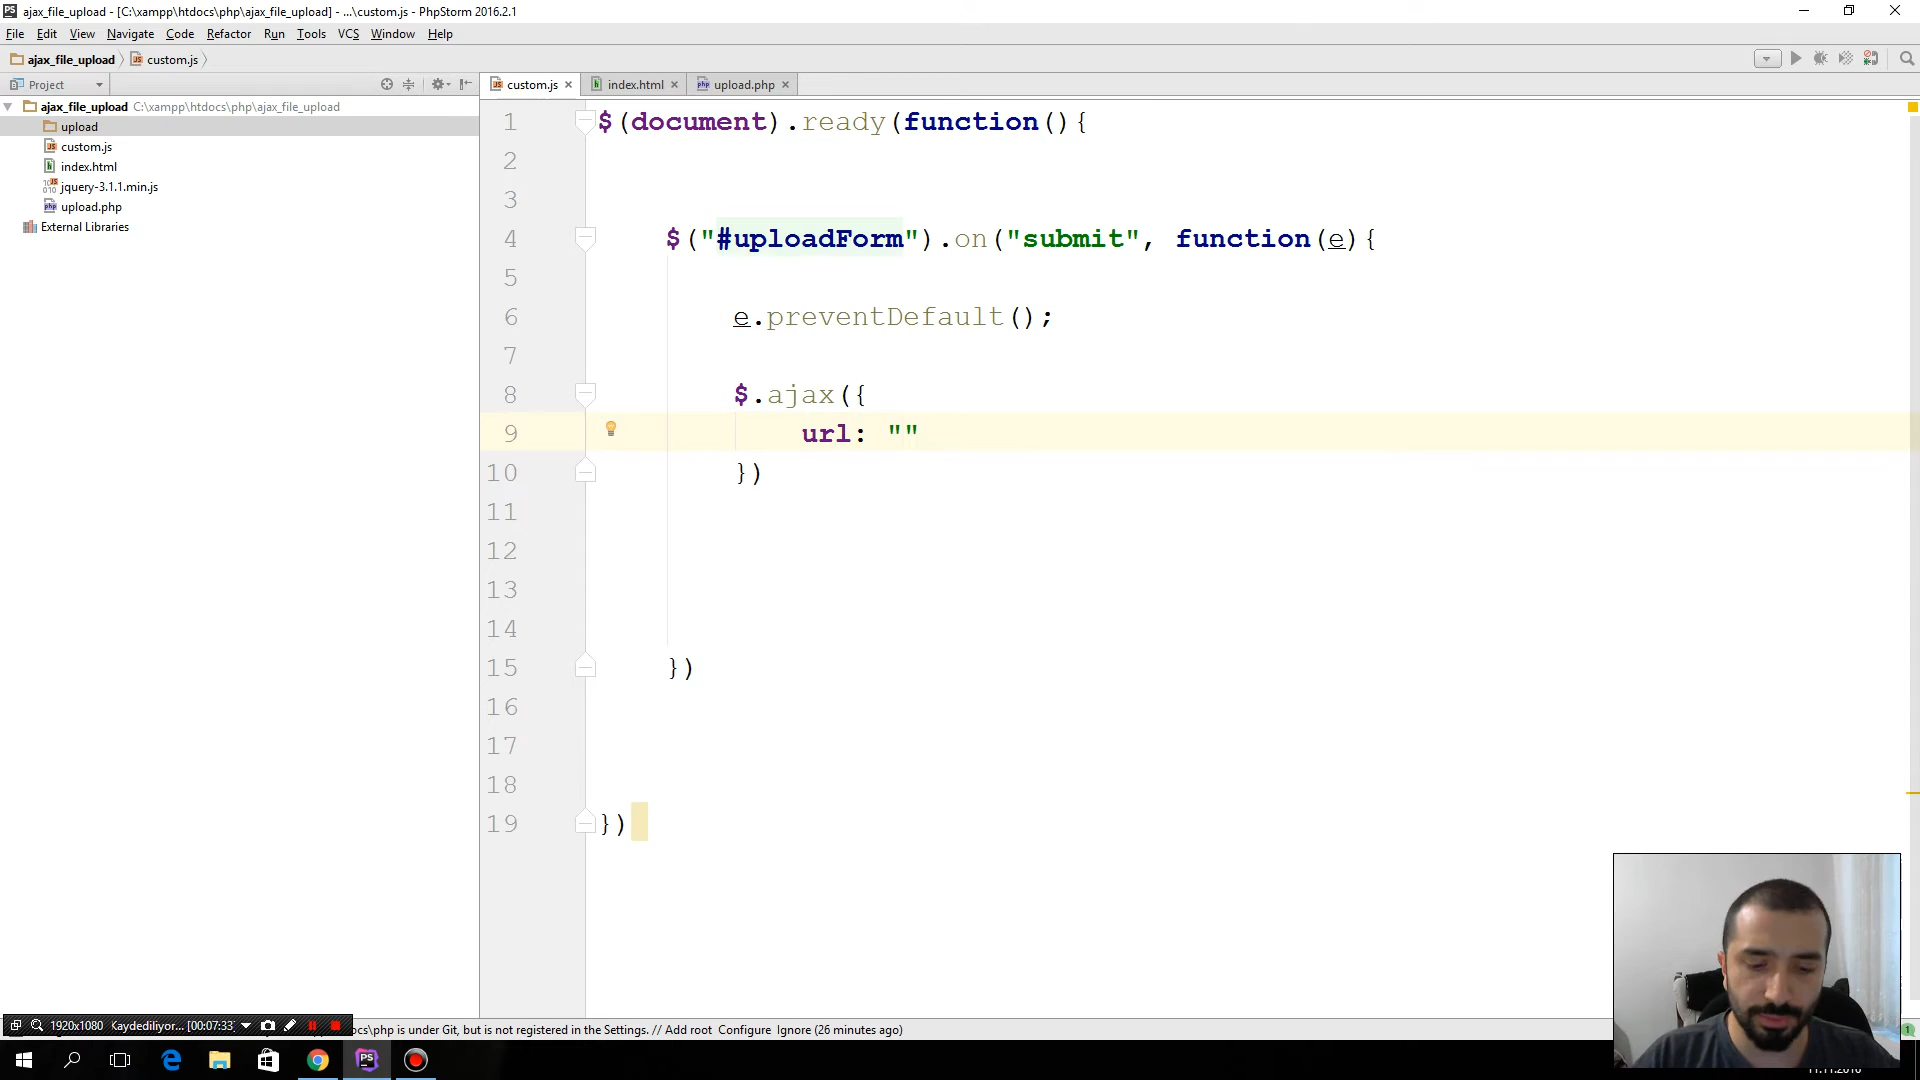 ajax_file_upload - [C:\xampp\htdocs\php\ajax_file_upload] - ...\custom.js - PhpStorm 2016.2.1
File Edit View Navigate Code Refactor Run Tools VCS Window Help
ajax_file_upload custom.js
Project
custom.js index.html upload.php
ajax_file_upload C:\xampp\htdocs\php\ajax_file_upload
upload
custom.js
index.html
jquery-3.1.1.min.js
upload.php
External Libraries
1 $(document).ready(function(){
2
3
4 $("#uploadForm").on("submit", function(e){
5
6 e.preventDefault();
7
8 $.ajax({
9 url: ""
10 })
11
12
13
14
15 })
16
17
18
19 })
1920x1080 Kaydediliyor... [00:07:33]
ocs\php is under Git, but is not registered in the Settings. // Add root Configure Ignore (26 minutes ago)
1